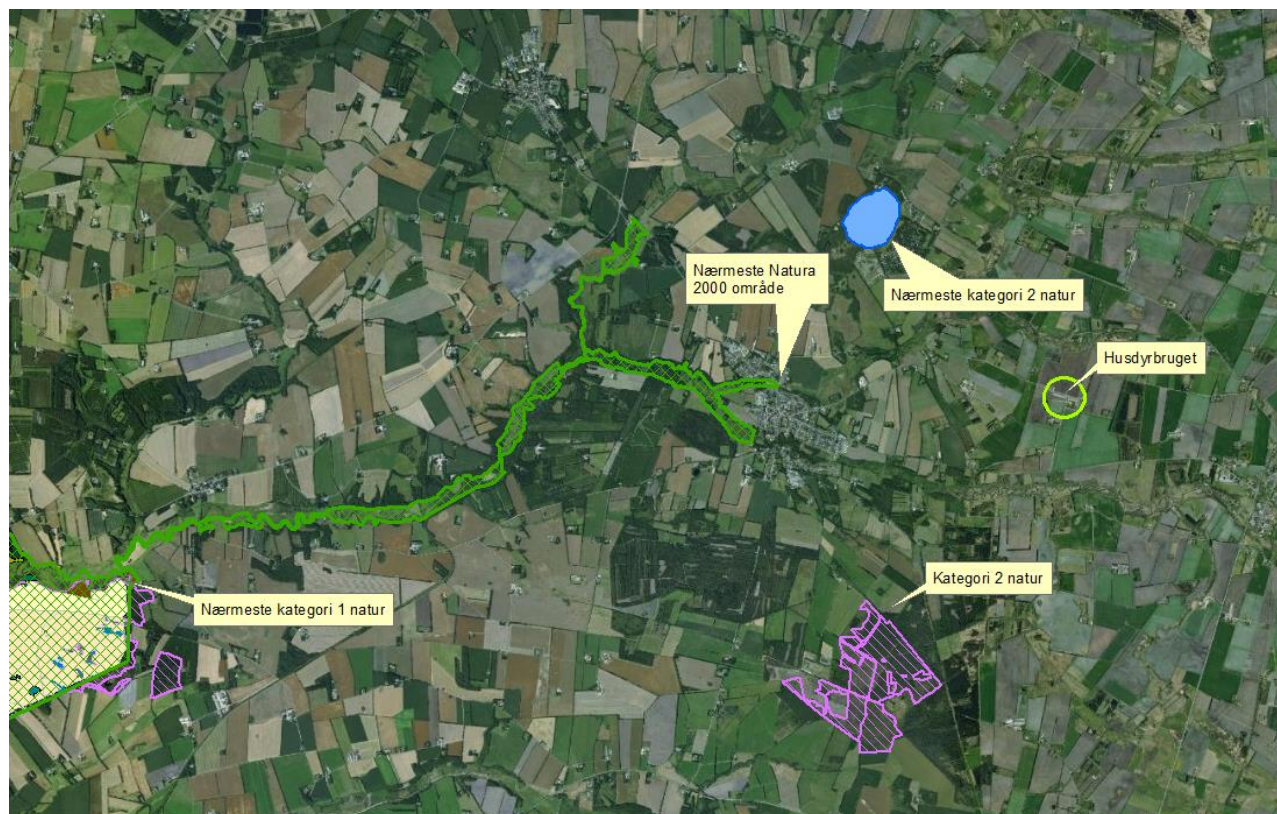 Nærmeste Natura
2000 område
Nærmeste kategori 2 natur
Husdyrbruget
Kategori 2 natur
Nærmeste kategori 1 natur